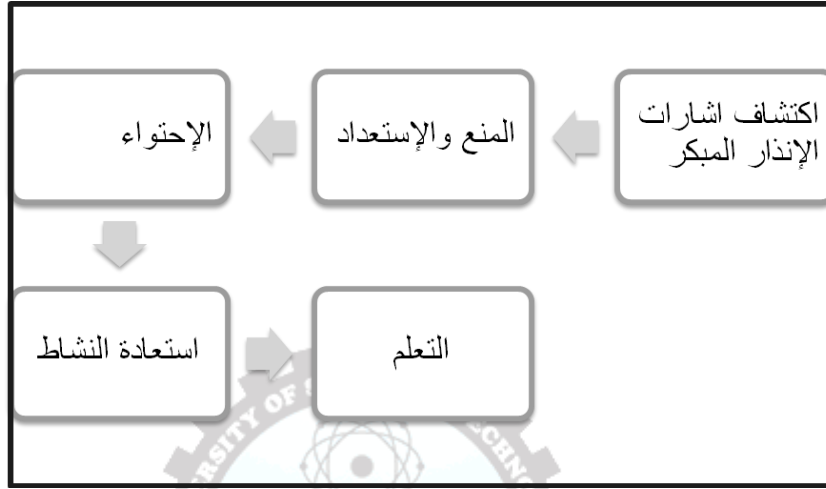 اكتشاف اشارات
الإنذار المبكر
المنع والإستعداد
الإحتواء
استعادة النشاط
التعلم